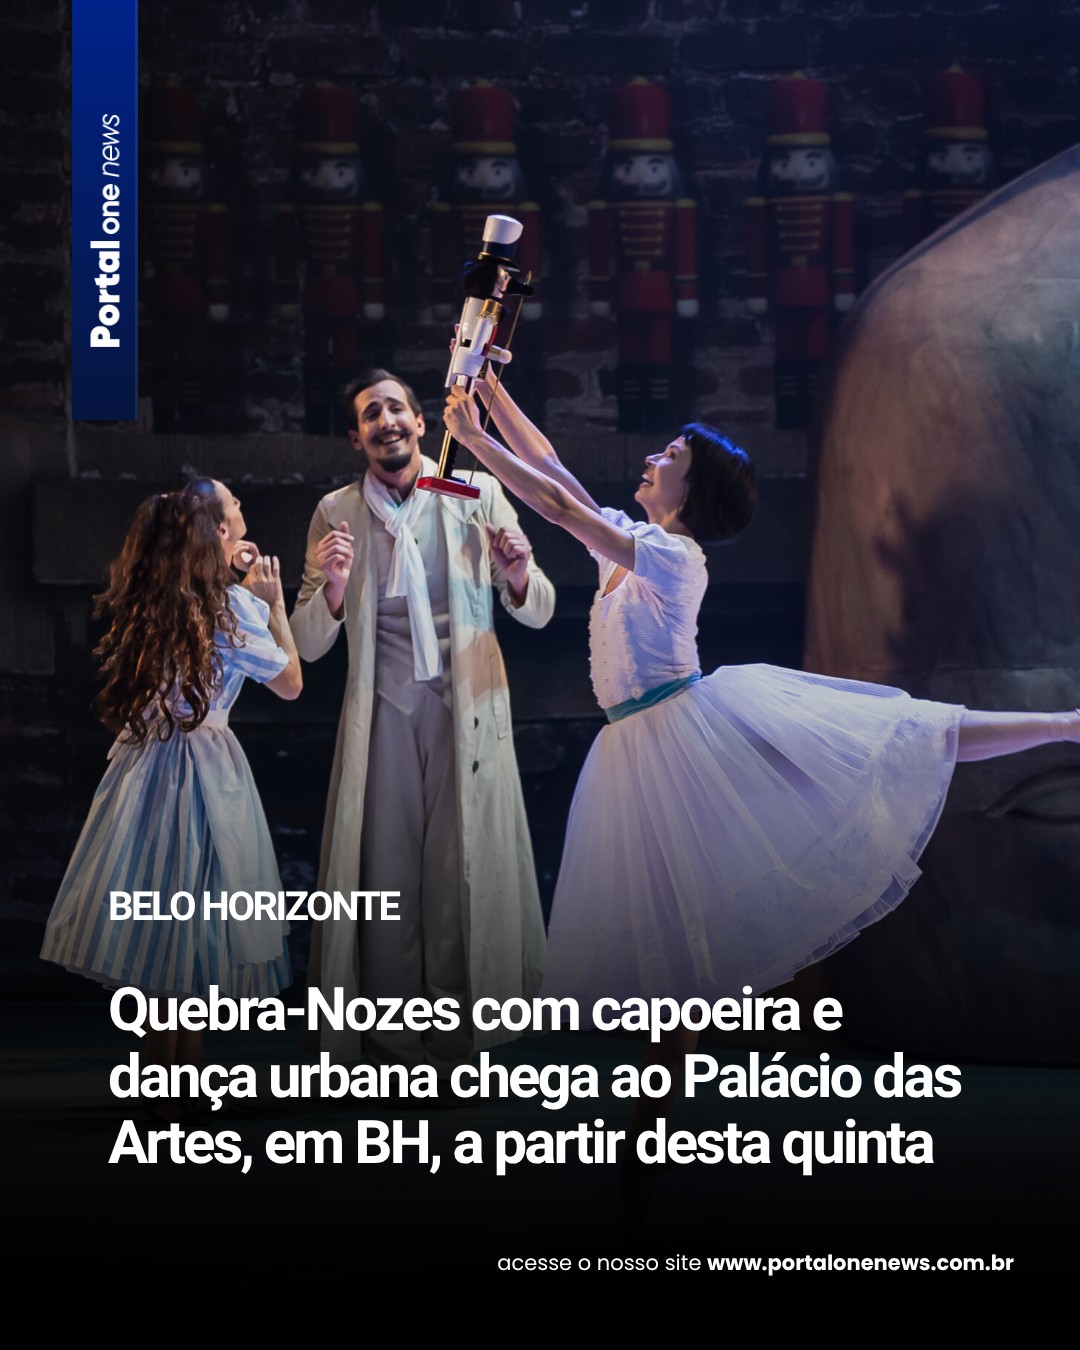 Portal one news
BELO HORIZONTE
Quebra-Nozes com capoeira e
dança urbana chega ao Palácio das
Artes, em BH, a partir desta quinta
acesse o nosso site www.portalonenews.com.br